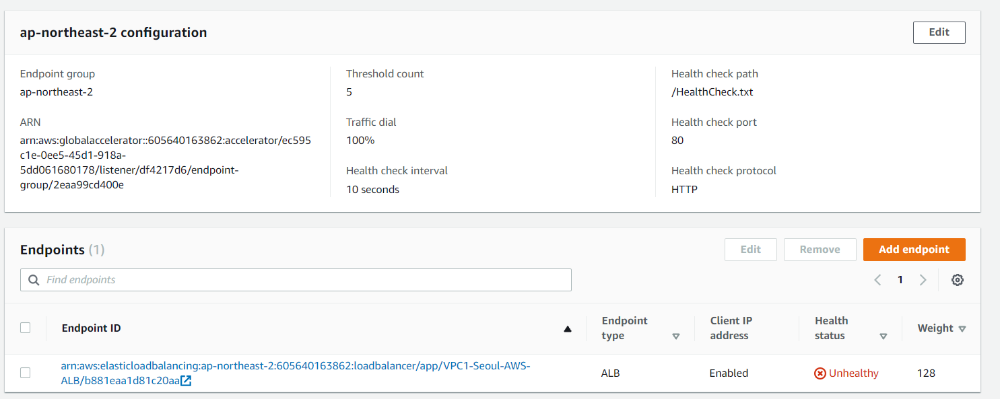 ap-northeast-2 configuration
Edit
Endpoint group
ap-northeast-2
ARN
arn:aws:globalaccelerator::605640163862:accelerator/ec595
c1e-0ee5-45d1-918a-
5dd061680178/listener/df4217d6/endpoint-
group/2eaa99cd400e
Threshold count
5
Traffic dial
100%
Health check interval
10 seconds
Health check path
/HealthCheck.txt
Health check port
80
Health check protocol
HTTP
Endpoints (1)
Edit
Remove
Add endpoint
Find endpoints
1
Endpoint ID
Endpoint
type
Client IP
address
Health
status
Weight
arn:aws:elasticloadbalancing:ap-northeast-2:605640163862:loadbalancer/app/VPC1-Seoul-AWS-
ALB/b881eaa1d81c20aa
ALB
Enabled
Unhealthy
128